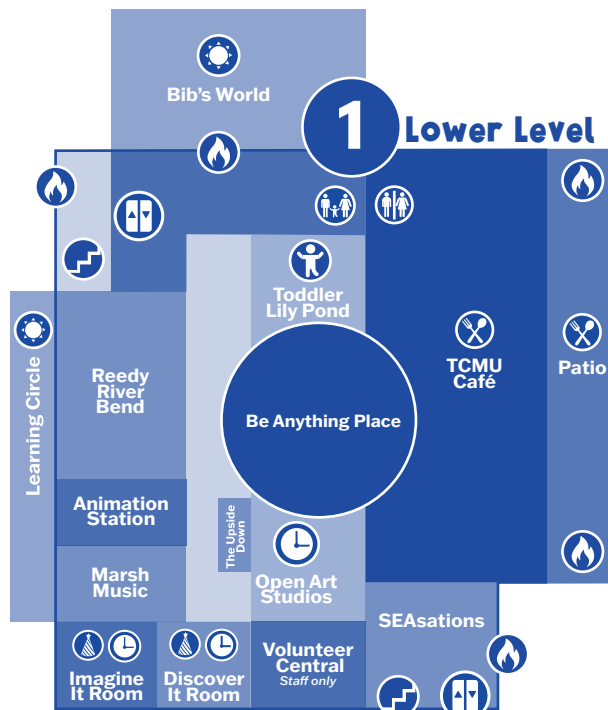 Bib's World
1
Lower Level
Toddler
Lily Pond
Learning Circle
Reedy
River
Bend
Be Anything Place
TCMU
Café
Patio
Animation
Station
The Upside
Down
Marsh
Music
Open Art
Studios
SEAsations
Imagine
It Room
Discover
It Room
Volunteer
Central
Staff only